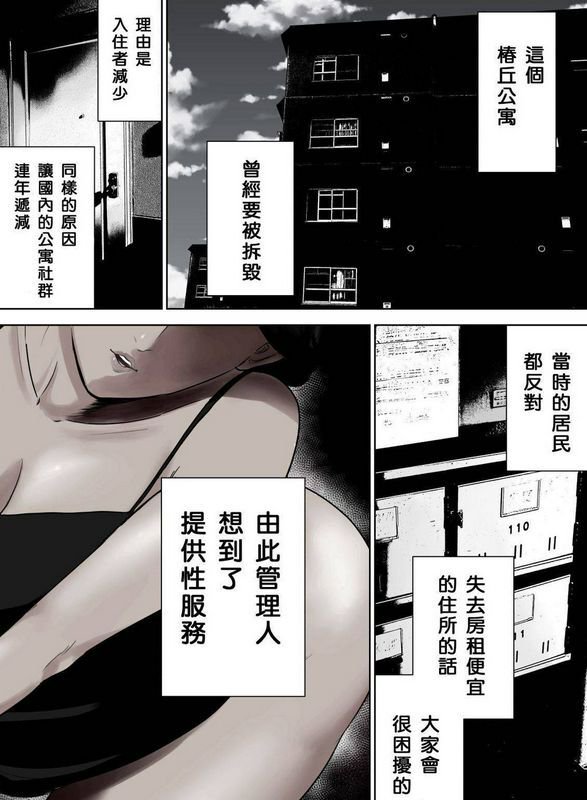 這個
椿丘公寓
曾經要被拆毀
理由是
入住者減少
同樣的原因
讓國內的公寓社群
連年遞減
當時的居民
都反對
110
失去房租便宜
的住所的話
大家會
很困擾的
由此管理人
想到了
提供性服務